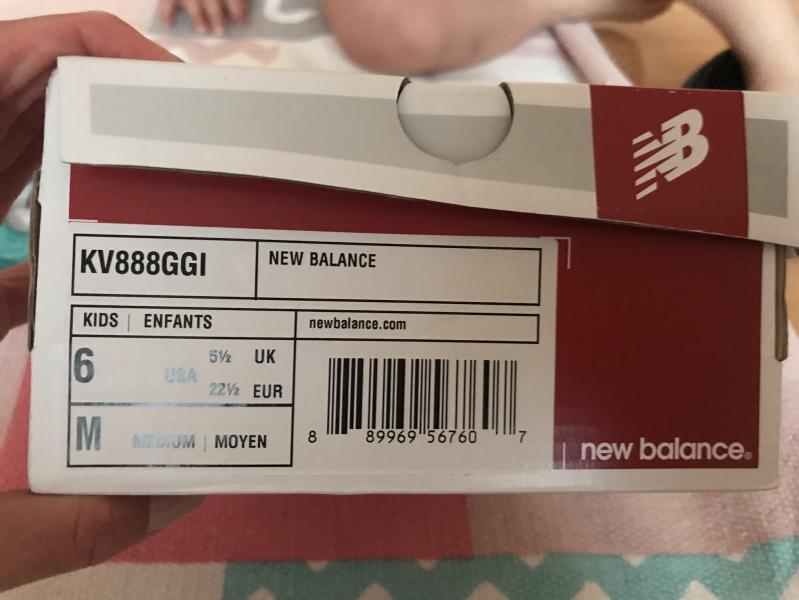 NB
KV888GGI
NEW BALANCE
KIDS | ENFANTS
newbalance.com
6 USA 5½ UK
22½ EUR
M MEDIUM | MOYEN
8 89969 56760 7
new balance®